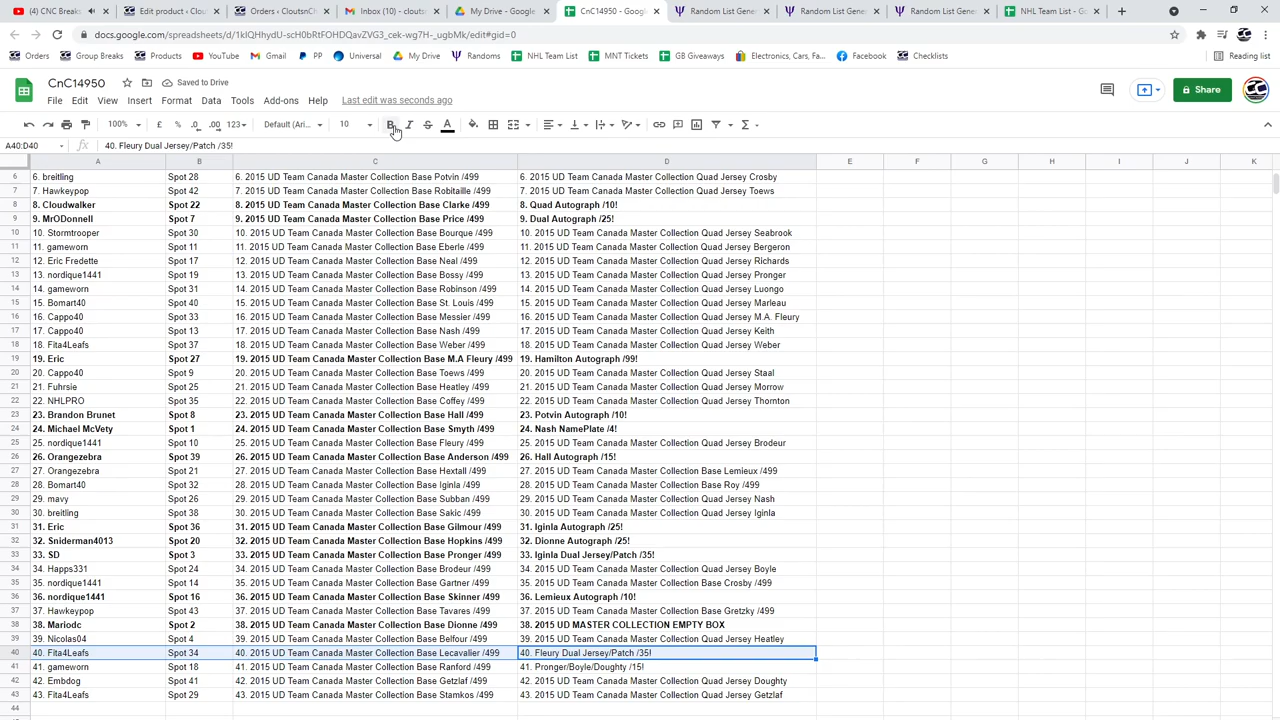 (4) CNC Breaks
Edit product ‹ CloutsnC
Orders ‹ CloutsnChara
Inbox (10) - clouts
My Drive - Google
CnC14950 - Googl
Random List Gener
Random List Gener
Random List Gener
NHL Team List - Go
docs.google.com/spreadsheets/d/
Orders
Group Breaks
Products
YouTube
Gmail
PP
Universal
My Drive
Randoms
NHL Team List
MNT Tickets
GB Giveaways
Electronics, Cars, Fa...
Facebook
Checklists
Reading list
CnC14950
Saved to Drive
File Edit View Insert Format Data Tools Add-ons Help Last edit was seconds ago
Share
100% £ % .0 .00 123 Default (Ari... 10 B I S A
A40:D40 fx 40. Fleury Dual Jersey/Patch /35!
A B C D E F G H I J K
6 6. breitling Spot 28 6. 2015 UD Team Canada Master Collection Base Potvin /499 6. 2015 UD Team Canada Master Collection Quad Jersey Crosby
7 7. Hawkeypop Spot 42 7. 2015 UD Team Canada Master Collection Base Robitaille /499 7. 2015 UD Team Canada Master Collection Quad Jersey Toews
8 8. Cloudwalker Spot 22 8. 2015 UD Team Canada Master Collection Base Clarke /499 8. Quad Autograph /10!
9 9. MrODonnell Spot 7 9. 2015 UD Team Canada Master Collection Base Price /499 9. Dual Autograph /25!
10 10. Stormtrooper Spot 30 10. 2015 UD Team Canada Master Collection Base Bourque /499 10. 2015 UD Team Canada Master Collection Quad Jersey Seabrook
11 11. gameworn Spot 11 11. 2015 UD Team Canada Master Collection Base Eberle /499 11. 2015 UD Team Canada Master Collection Quad Jersey Bergeron
12 12. Eric Fredette Spot 17 12. 2015 UD Team Canada Master Collection Base Neal /499 12. 2015 UD Team Canada Master Collection Quad Jersey Richards
13 13. nordique1441 Spot 19 13. 2015 UD Team Canada Master Collection Base Bossy /499 13. 2015 UD Team Canada Master Collection Quad Jersey Pronger
14 14. gameworn Spot 31 14. 2015 UD Team Canada Master Collection Base Robinson /499 14. 2015 UD Team Canada Master Collection Quad Jersey Luongo
15 15. Bomart40 Spot 40 15. 2015 UD Team Canada Master Collection Base St. Louis /499 15. 2015 UD Team Canada Master Collection Quad Jersey Marleau
16 16. Cappo40 Spot 33 16. 2015 UD Team Canada Master Collection Base Messier /499 16. 2015 UD Team Canada Master Collection Quad Jersey M.A. Fleury
17 17. Cappo40 Spot 13 17. 2015 UD Team Canada Master Collection Base Nash /499 17. 2015 UD Team Canada Master Collection Quad Jersey Keith
18 18. Fita4Leafs Spot 37 18. 2015 UD Team Canada Master Collection Base Weber /499 18. 2015 UD Team Canada Master Collection Quad Jersey Weber
19 19. Eric Spot 27 19. 2015 UD Team Canada Master Collection Base M.A Fleury /499 19. Hamilton Autograph /99!
20 20. Cappo40 Spot 9 20. 2015 UD Team Canada Master Collection Base Toews /499 20. 2015 UD Team Canada Master Collection Quad Jersey Staal
21 21. Fuhrsie Spot 25 21. 2015 UD Team Canada Master Collection Base Heatley /499 21. 2015 UD Team Canada Master Collection Quad Jersey Morrow
22 22. NHLPRO Spot 35 22. 2015 UD Team Canada Master Collection Base Coffey /499 22. 2015 UD Team Canada Master Collection Quad Jersey Thornton
23 23. Brandon Brunet Spot 8 23. 2015 UD Team Canada Master Collection Base Hall /499 23. Potvin Autograph /10!
24 24. Michael McVety Spot 1 24. 2015 UD Team Canada Master Collection Base Smyth /499 24. Nash NamePlate /4!
25 25. nordique1441 Spot 10 25. 2015 UD Team Canada Master Collection Base Fleury /499 25. 2015 UD Team Canada Master Collection Quad Jersey Brodeur
26 26. Orangezebra Spot 39 26. 2015 UD Team Canada Master Collection Base Anderson /499 26. Hall Autograph /15!
27 27. Orangezebra Spot 21 27. 2015 UD Team Canada Master Collection Base Hextall /499 27. 2015 UD Team Canada Master Collection Base Lemieux /499
28 28. Bomart40 Spot 32 28. 2015 UD Team Canada Master Collection Base Iginla /499 28. 2015 UD Team Canada Master Collection Base Roy /499
29 29. mavy Spot 26 29. 2015 UD Team Canada Master Collection Base Subban /499 29. 2015 UD Team Canada Master Collection Quad Jersey Nash
30 30. breitling Spot 38 30. 2015 UD Team Canada Master Collection Base Sakic /499 30. 2015 UD Team Canada Master Collection Quad Jersey Iginla
31 31. Eric Spot 36 31. 2015 UD Team Canada Master Collection Base Gilmour /499 31. Iginla Autograph /25!
32 32. Sniderman4013 Spot 20 32. 2015 UD Team Canada Master Collection Base Hopkins /499 32. Dionne Autograph /25!
33 33. SD Spot 3 33. 2015 UD Team Canada Master Collection Base Pronger /499 33. Iginla Dual Jersey/Patch /35!
34 34. Happs331 Spot 24 34. 2015 UD Team Canada Master Collection Base Brodeur /499 34. 2015 UD Team Canada Master Collection Quad Jersey Boyle
35 35. nordique1441 Spot 14 35. 2015 UD Team Canada Master Collection Base Gartner /499 35. 2015 UD Team Canada Master Collection Base Crosby /499
36 36. nordique1441 Spot 16 36. 2015 UD Team Canada Master Collection Base Skinner /499 36. Lemieux Autograph /10!
37 37. Hawkeypop Spot 43 37. 2015 UD Team Canada Master Collection Base Tavares /499 37. 2015 UD Team Canada Master Collection Base Gretzky /499
38 38. Mariodc Spot 2 38. 2015 UD Team Canada Master Collection Base Dionne /499 38. 2015 UD MASTER COLLECTION EMPTY BOX
39 39. Nicolas04 Spot 4 39. 2015 UD Team Canada Master Collection Base Belfour /499 39. 2015 UD Team Canada Master Collection Quad Jersey Heatley
40 40. Fita4Leafs Spot 34 40. 2015 UD Team Canada Master Collection Base Lecavalier /499 40. Fleury Dual Jersey/Patch /35!
41 41. gameworn Spot 18 41. 2015 UD Team Canada Master Collection Base Ranford /499 41. Pronger/Boyle/Doughty /15!
42 42. Embdog Spot 41 42. 2015 UD Team Canada Master Collection Base Getzlaf /499 42. 2015 UD Team Canada Master Collection Quad Jersey Doughty
43 43. Fita4Leafs Spot 29 43. 2015 UD Team Canada Master Collection Base Stamkos /499 43. 2015 UD Team Canada Master Collection Quad Jersey Getzlaf
44